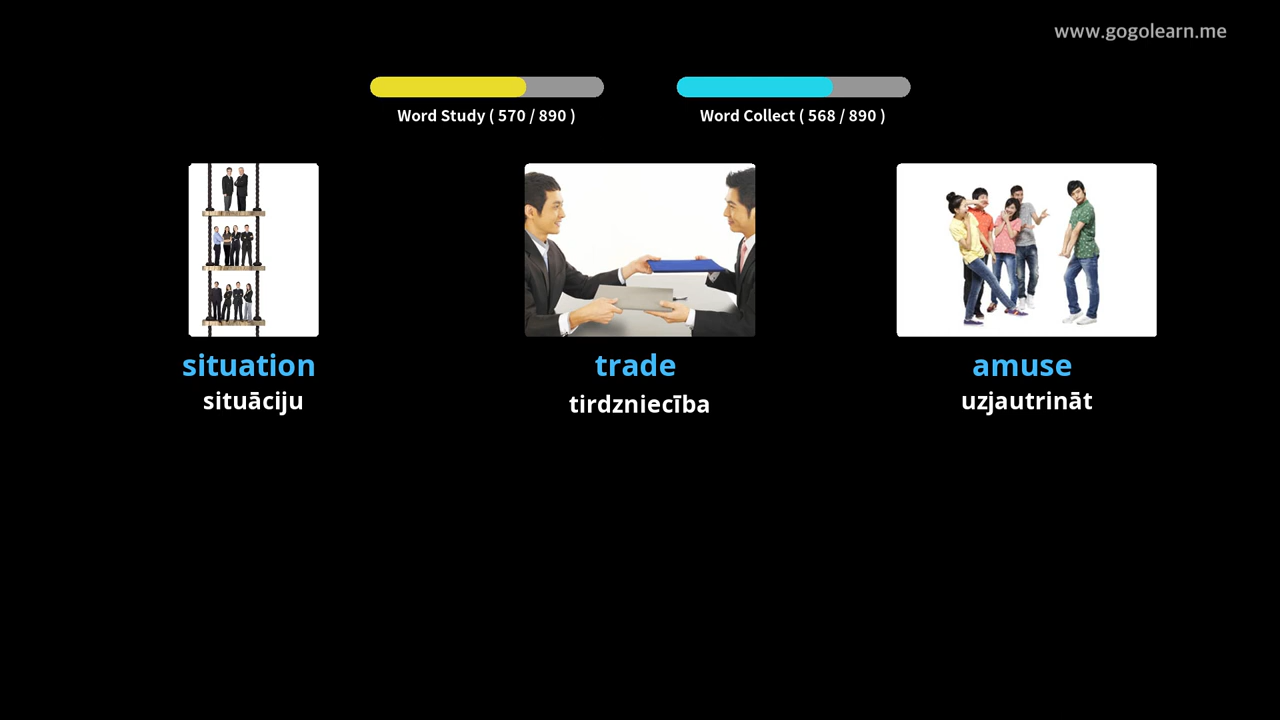 www.gogolearn.me
Word Study ( 570 / 890 )
Word Collect ( 568 / 890 )
situation
situāciju
trade
tirdzniecība
amuse
uzjautrināt